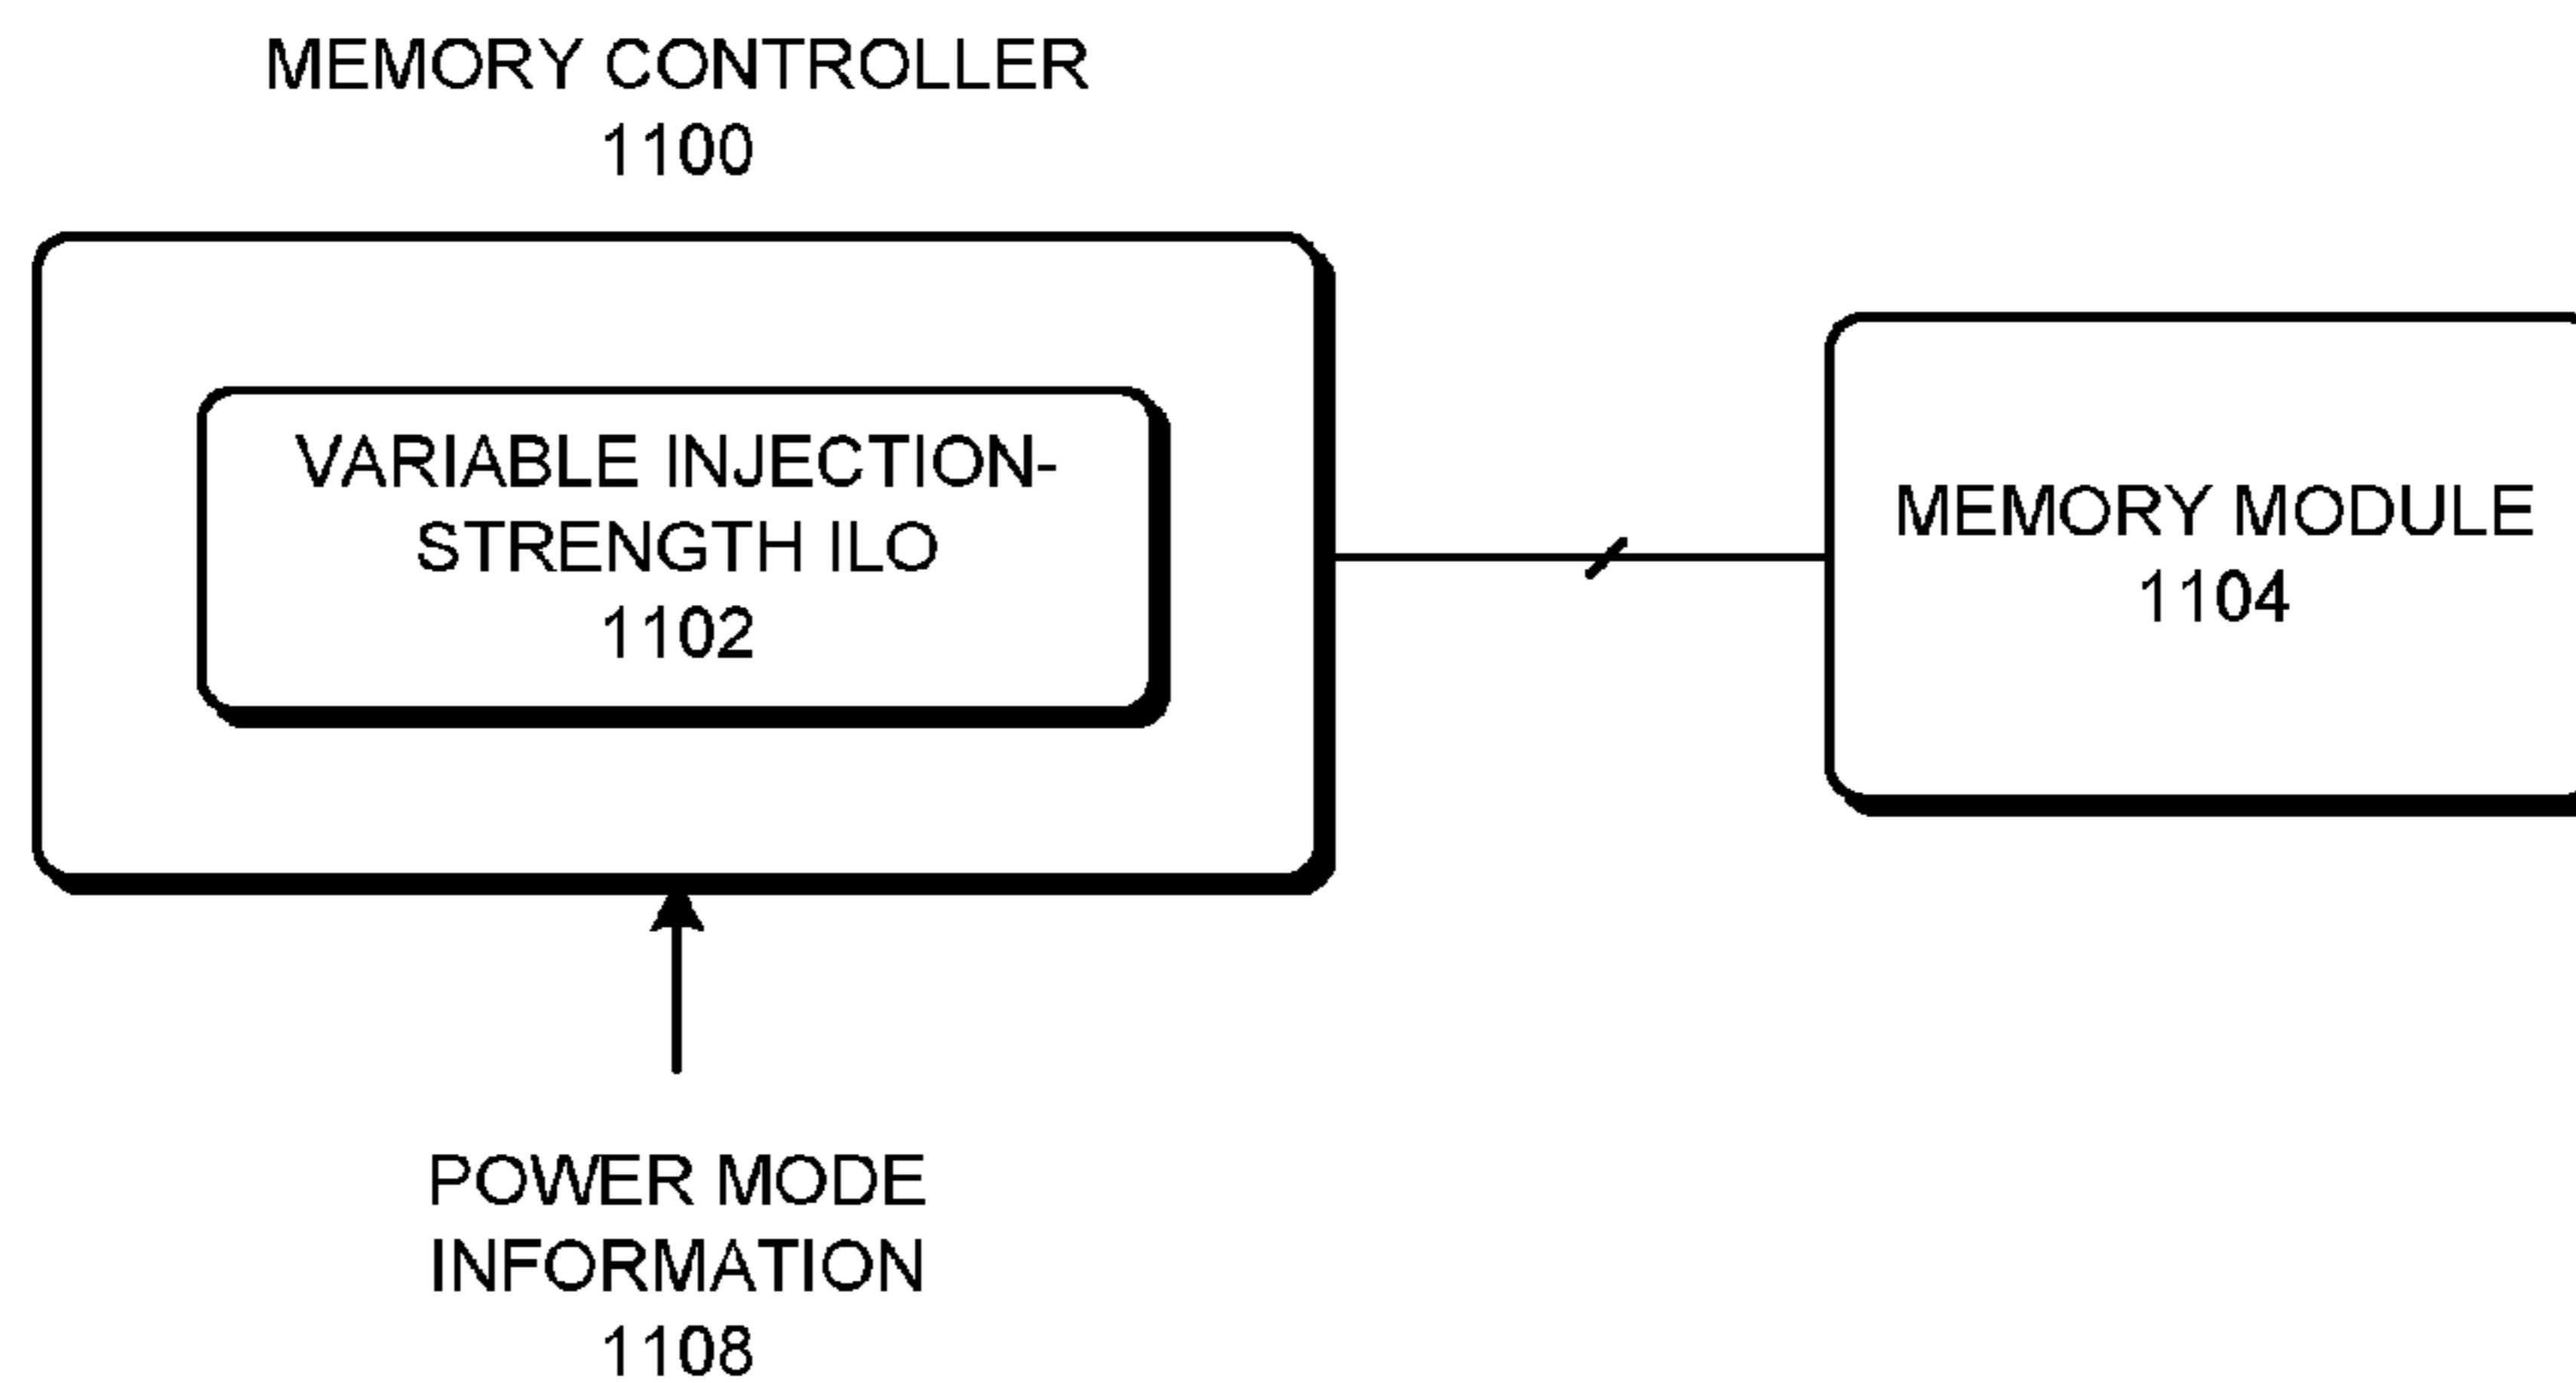 MEMORY CONTROLLER
1100
VARIABLE INJECTION-
STRENGTH ILO
1102
MEMORY MODULE
1104
POWER MODE
INFORMATION
1108